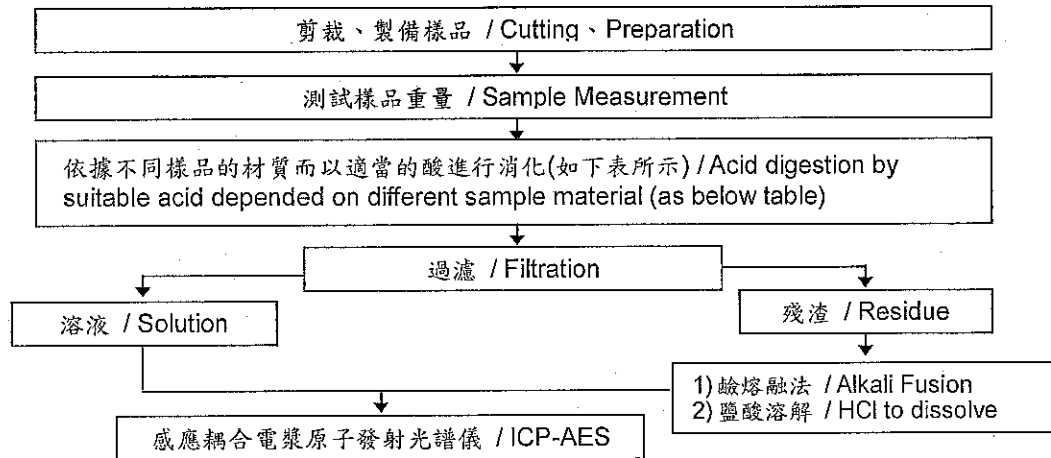 剪裁、製備樣品 / Cutting、Preparation
測試樣品重量 / Sample Measurement
依據不同樣品的材質而以適當的酸進行消化(如下表所示) / Acid digestion by
suitable acid depended on different sample material (as below table)
過濾 / Filtration
溶液 / Solution
殘渣 / Residue
1)鹼熔融法 / Alkali Fusion
2)鹽酸溶解 / HCl to dissolve
感應耦合電漿原子發射光譜儀 / ICP-AES